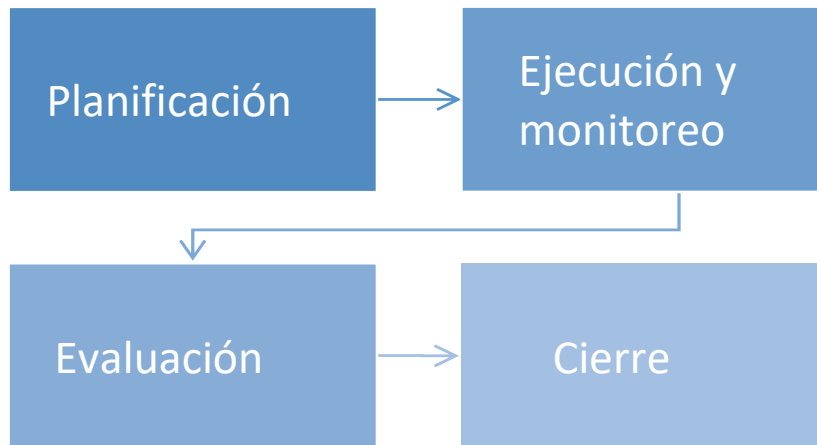 Planificación
Ejecución y
monitoreo
Evaluación
Cierre